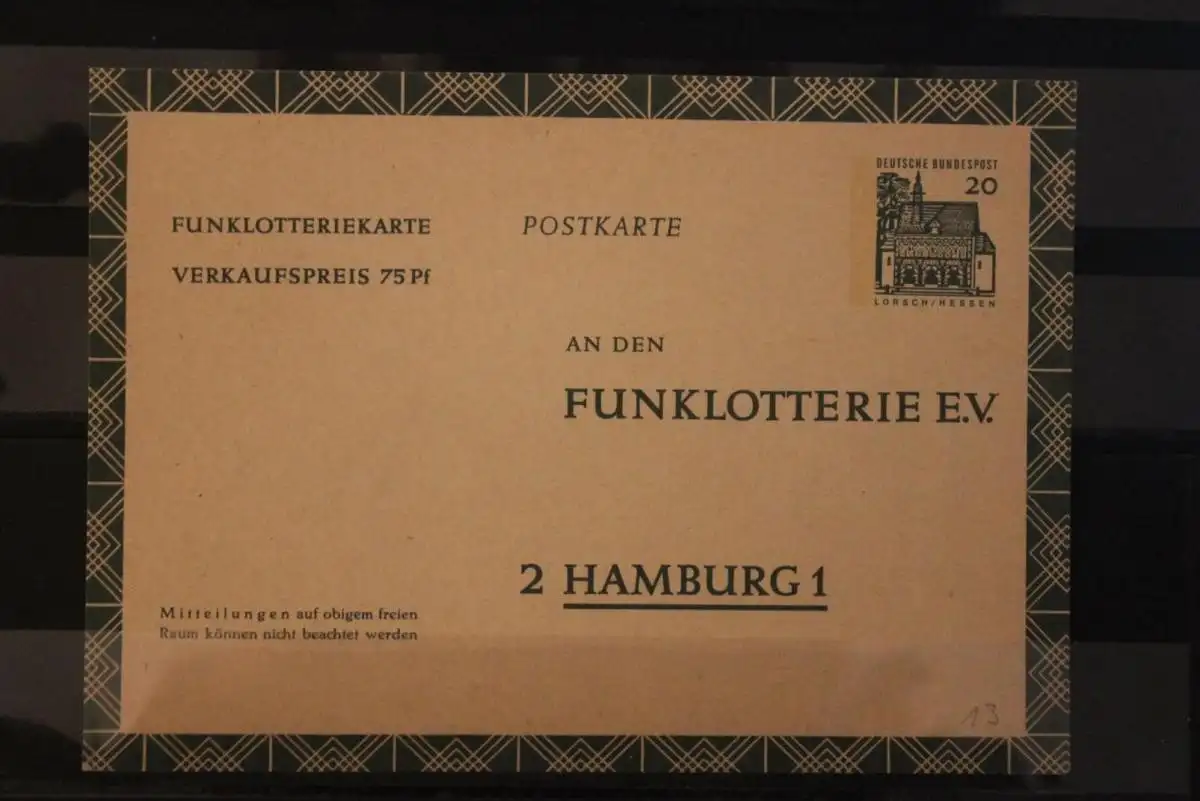 DEUTSCHE BUNDESPOST
20
LORSCH/HESSEN
FUNKLOTTERIEKARTE
VERKAUFSPREIS 75 Pf
POSTKARTE
AN DEN
FUNKLOTTERIE E.V.
2 HAMBURG 1
Mitteilungen auf obigem freien
Raum können nicht beachtet werden
13